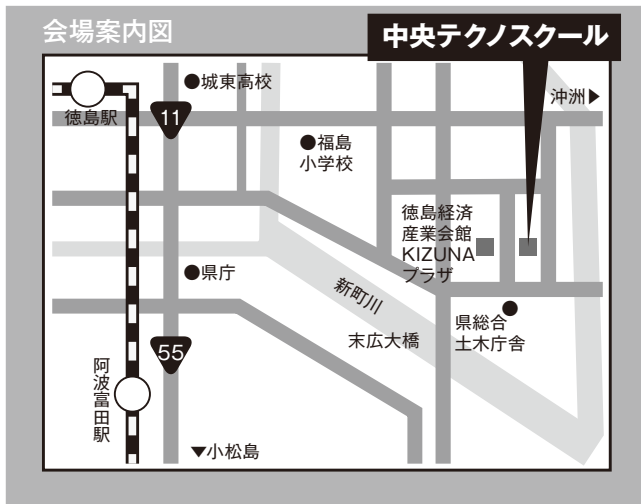 会場案内図
中央テクノスクール
●城東高校
沖洲▶
徳島駅
11
●福島
小学校
徳島経済
産業会館
KIZUNA
プラザ
●県庁
新町川
県総合
土木庁舎
末広大橋
55
阿波富田駅
▼小松島